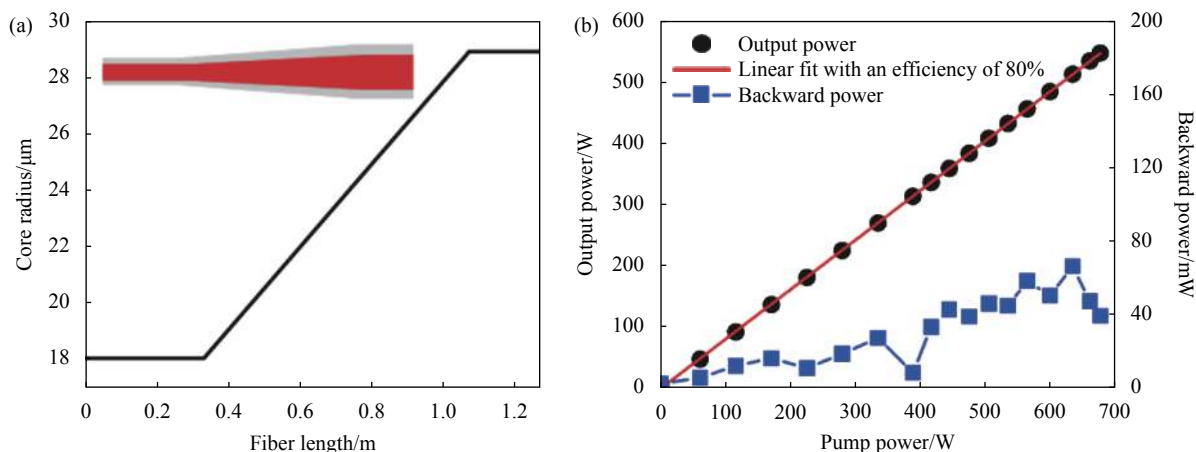 (a)
Core radius/μm
30
28
26
24
22
28
18
0 0.2 0.4 0.6 0.8 1.0 1.2
Fiber length/m
(b)
Output power/W
600
500
400
300
200
100
0
Output power
Linear fit with an efficiency of 80%
Backward power
200
160
120
80
40
0
Backward power/mW
0 100 200 300 400 500 600 700
Pump power/W